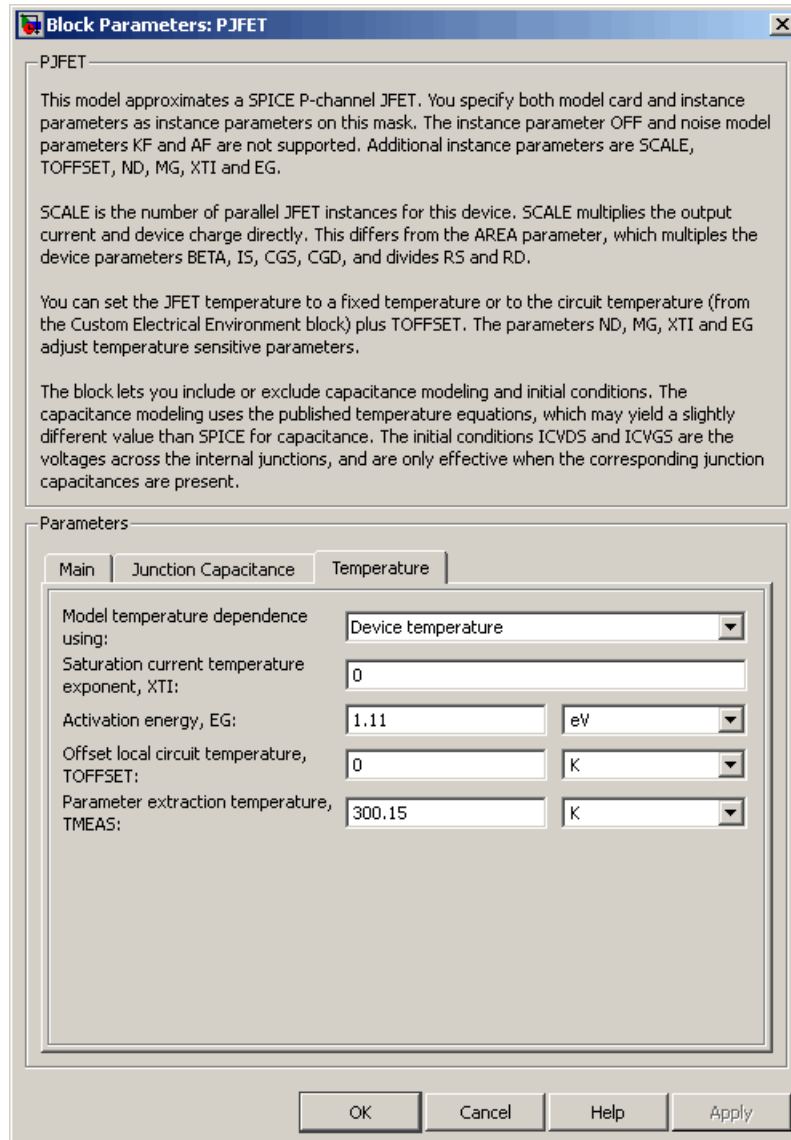 Block Parameters: PJFET
PJFET
This model approximates a SPICE P-channel JFET. You specify both model card and instance
parameters as instance parameters on this mask. The instance parameter OFF and noise model
parameters KF and AF are not supported. Additional instance parameters are SCALE,
TOFFSET, ND, MG, XTI and EG.
SCALE is the number of parallel JFET instances for this device. SCALE multiplies the output
current and device charge directly. This differs from the AREA parameter, which multiples the
device parameters BETA, IS, CGS, CGD, and divides RS and RD.
You can set the JFET temperature to a fixed temperature or to the circuit temperature (from
the Custom Electrical Environment block) plus TOFFSET. The parameters ND, MG, XTI and EG
adjust temperature sensitive parameters.
The block lets you include or exclude capacitance modeling and initial conditions. The
capacitance modeling uses the published temperature equations, which may yield a slightly
different value than SPICE for capacitance. The initial conditions ICVDS and ICVGS are the
voltages across the internal junctions, and are only effective when the corresponding junction
capacitances are present.
Parameters
Main Junction Capacitance Temperature
Model temperature dependence
using:
Device temperature
Saturation current temperature
exponent, XTI:
0
Activation energy, EG:
1.11 eV
Offset local circuit temperature,
TOFFSET:
0 K
Parameter extraction temperature,
TMEAS:
300.15 K
OK Cancel Help Apply